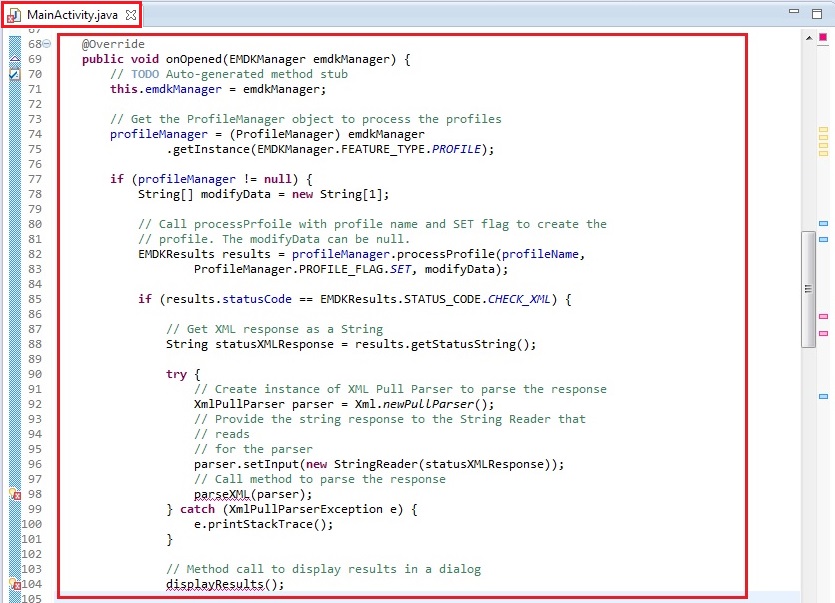 MainActivity.java
67
68 @Override
69 public void onOpened(EMDKManager emdkManager) {
70 // TODO Auto-generated method stub
71 this.emdkManager = emdkManager;
72
73 // Get the ProfileManager object to process the profiles
74 profileManager = (ProfileManager) emdkManager
75 .getInstance(EMDKManager.FEATURE_TYPE.PROFILE);
76
77 if (profileManager != null) {
78 String[] modifyData = new String[1];
79
80 // Call processPrfoile with profile name and SET flag to create the
81 // profile. The modifyData can be null.
82 EMDKResults results = profileManager.processProfile(profileName,
83 ProfileManager.PROFILE_FLAG.SET, modifyData);
84
85 if (results.statusCode == EMDKResults.STATUS_CODE.CHECK_XML) {
86
87 // Get XML response as a String
88 String statusXMLResponse = results.getStatusString();
89
90 try {
91 // Create instance of XML Pull Parser to parse the response
92 XmlPullParser parser = Xml.newPullParser();
93 // Provide the string response to the String Reader that
94 // reads
95 // for the parser
96 parser.setInput(new StringReader(statusXMLResponse));
97 // Call method to parse the response
98 parseXML(parser);
99 } catch (XmlPullParserException e) {
100 e.printStackTrace();
101 }
102
103 // Method call to display results in a dialog
104 displayResults();
105